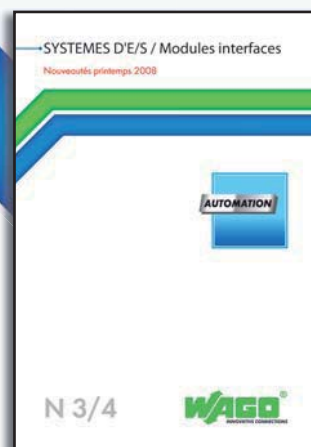 SYSTEMES D'E/S / Modules interfaces
Nouveautés printemps 2008
AUTOMATION
N 3/4
WAGO®
INNOVATIVE CONNECTIONS